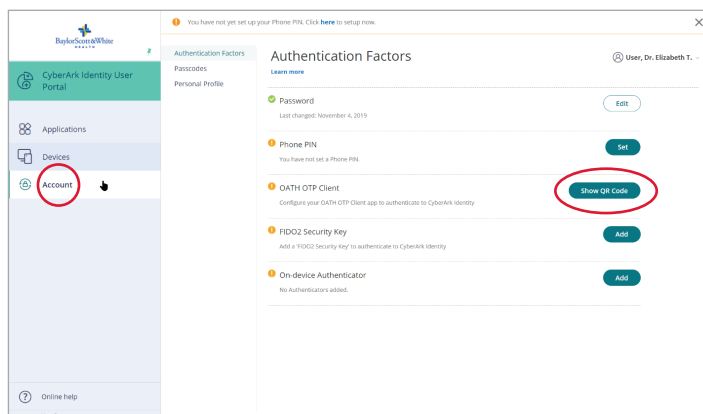 BaylorScott&White
HEALTH
CyberArk Identity User
Portal
Applications
Devices
Account
Online help
You have not yet set up your Phone PIN. Click here to setup now.
Authentication Factors
Passcodes
Personal Profile
Authentication Factors
Learn more
User, Dr. Elizabeth T.
Password
Last changed: November 4, 2019
Edit
Phone PIN
You have not set a Phone PIN.
Set
OATH OTP Client
Configure your OATH OTP Client app to authenticate to CyberArk Identity
Show QR Code
FIDO2 Security Key
Add a 'FIDO2 Security Key' to authenticate to CyberArk Identity
Add
On-device Authenticator
No Authenticators added.
Add